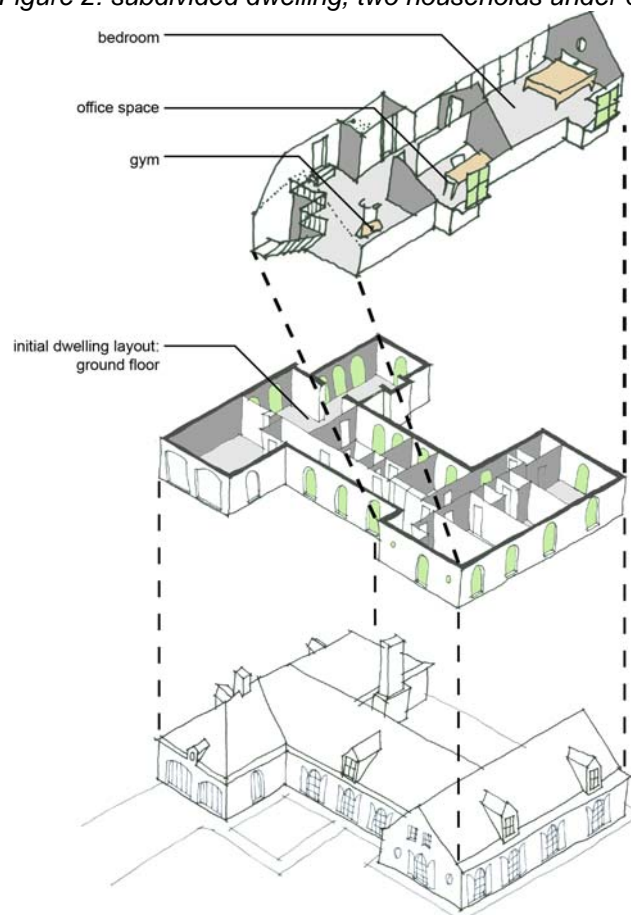 Figure 2: subdivided dwelling, two households under
bedroom
office space
gym
initial dwelling layout:
ground floor